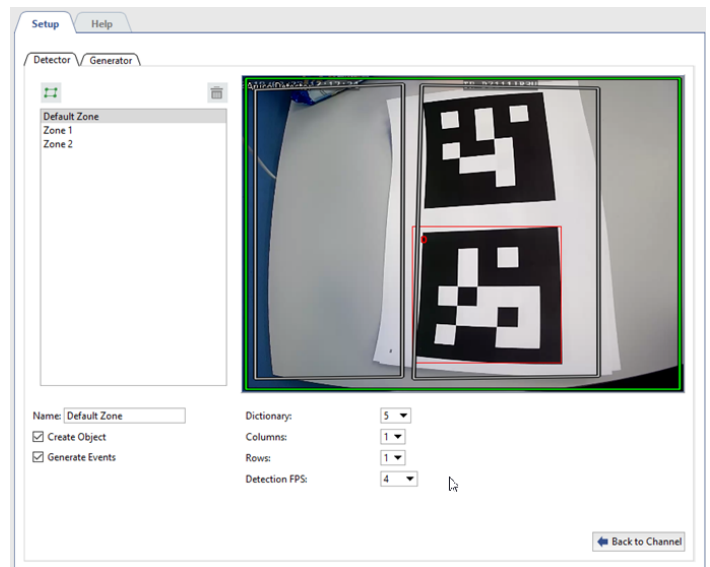 Setup Help
Detector Generator
Default Zone
Zone 1
Zone 2
Name: Default Zone
Create Object
Generate Events
Dictionary: 5
Columns: 1
Rows: 1
Detection FPS: 4
Back to Channel